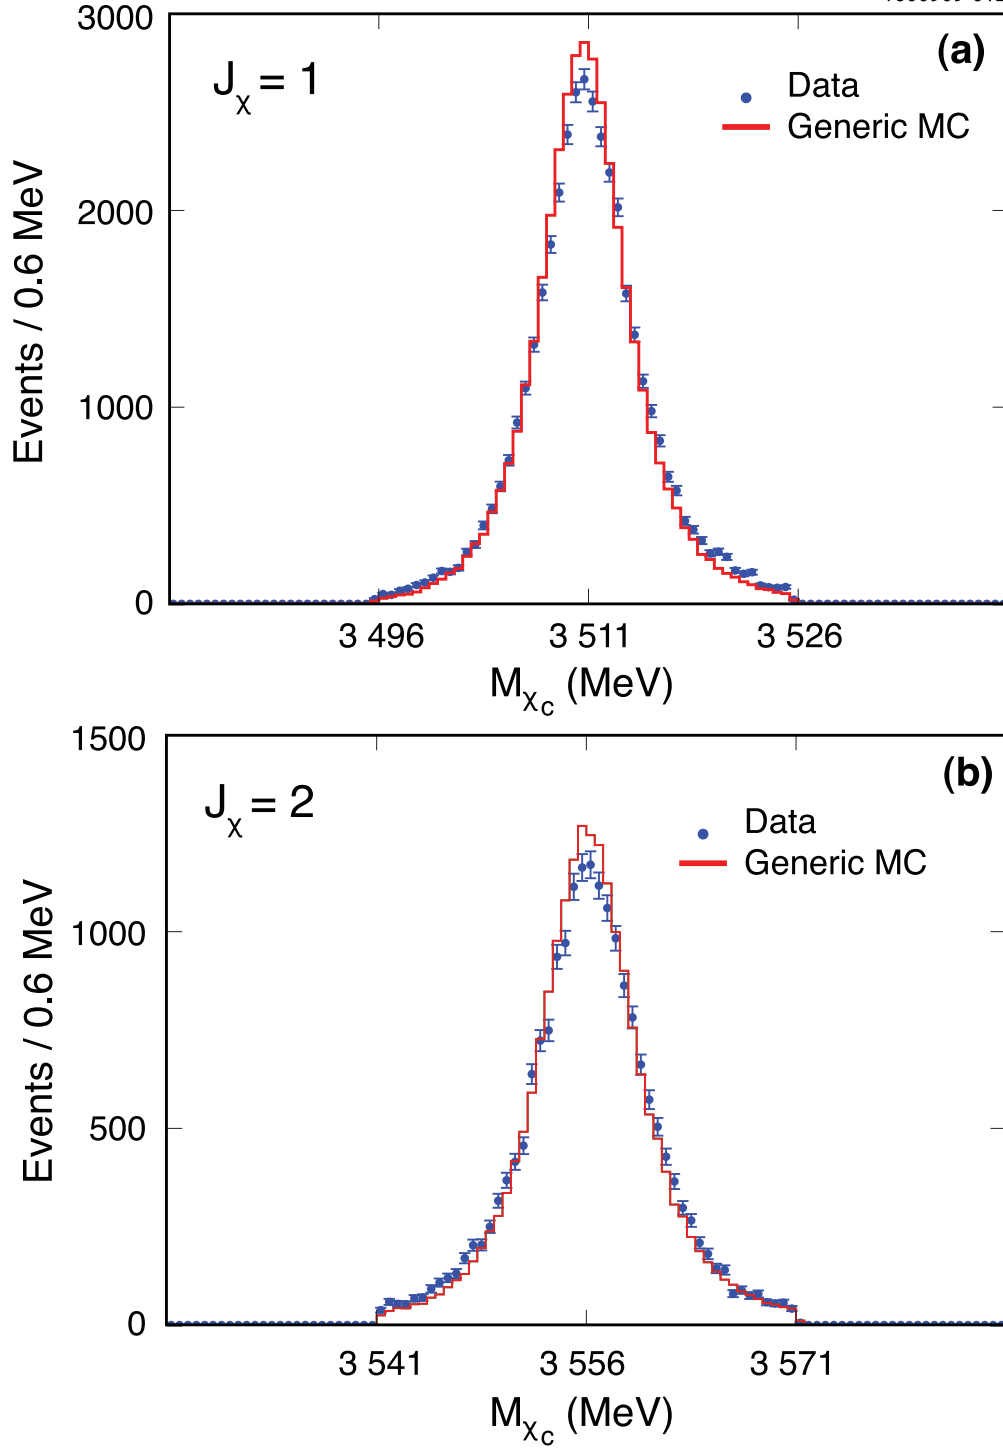 3000
(a)
J_χ = 1
Data
Generic MC
2000
1000
0
Events / 0.6 MeV
3 496 3 511 3 526
M_χ_c (MeV)
1500
(b)
J_χ = 2
Data
Generic MC
1000
500
0
Events / 0.6 MeV
3 541 3 556 3 571
M_χ_c (MeV)